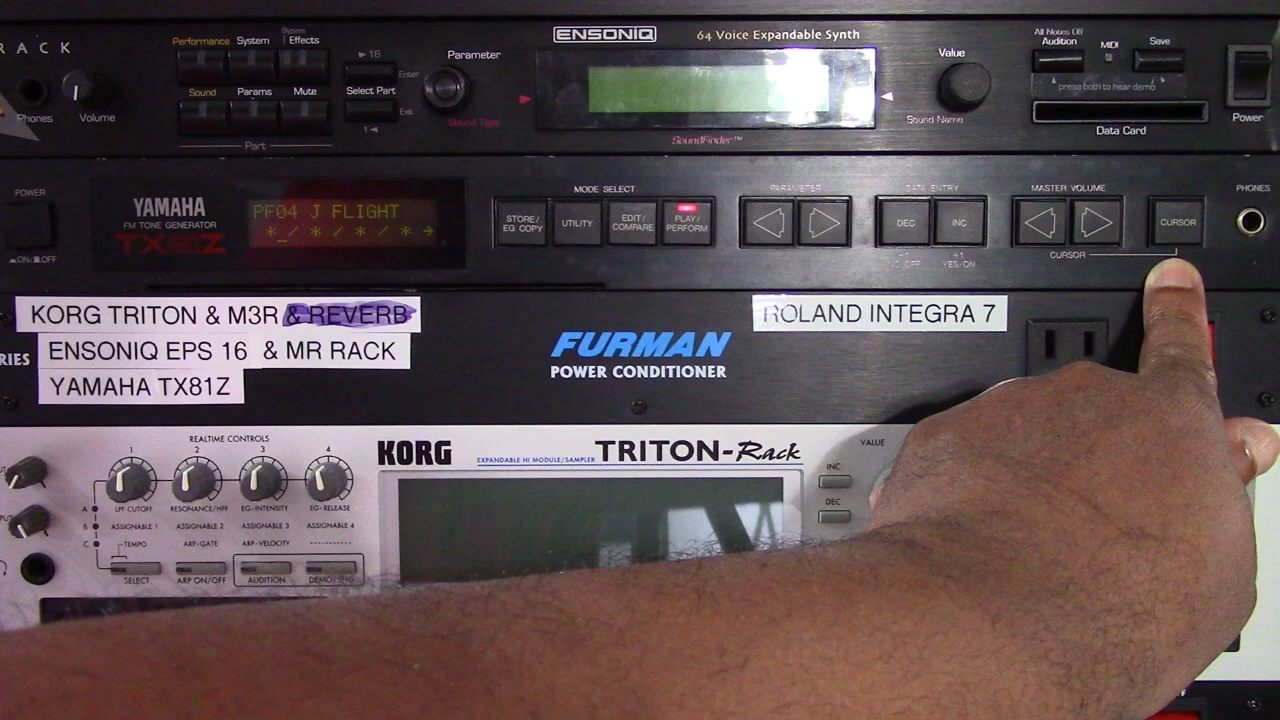 RACK
Phones
Volume
Performance System Bypass Effects
Sound Params Mute
Part
▶16
Enter
Select Part
Exit
1◀
Parameter
Sound Type
ENSONIQ 64 Voice Expandable Synth
SoundFinder™
Value
Sound Name
All Notes Off
Audition MIDI Save
press both to hear demo
Data Card
Power
POWER
ON/OFF
YAMAHA
FM TONE GENERATOR
TX81Z
PF04 J FLIGHT
*_/ * / * / * →
MODE SELECT
STORE/ EG COPY
UTILITY
EDIT/ COMPARE
PLAY/ PERFORM
PARAMETER
DATA ENTRY
DEC INC
-1 NO/OFF +1 YES/ON
MASTER VOLUME
CURSOR
CURSOR
PHONES
KORG TRITON & M3R & REVERB
ENSONIQ EPS 16 & MR RACK
YAMAHA TX81Z
RIES
FURMAN
POWER CONDITIONER
ROLAND INTEGRA 7
REALTIME CONTROLS
1 2 3 4
A LPF CUTOFF RESONANCE/HPF EG-INTENSITY EG-RELEASE
B ASSIGNABLE 1 ASSIGNABLE 2 ASSIGNABLE 3 ASSIGNABLE 4
C TEMPO ARP-GATE ARP-VELOCITY ----------
SELECT ARP ON/OFF AUDITION DEMO/SNG
KORG
EXPANDABLE HI MODULE/SAMPLER TRITON-Rack
VALUE
INC
DEC